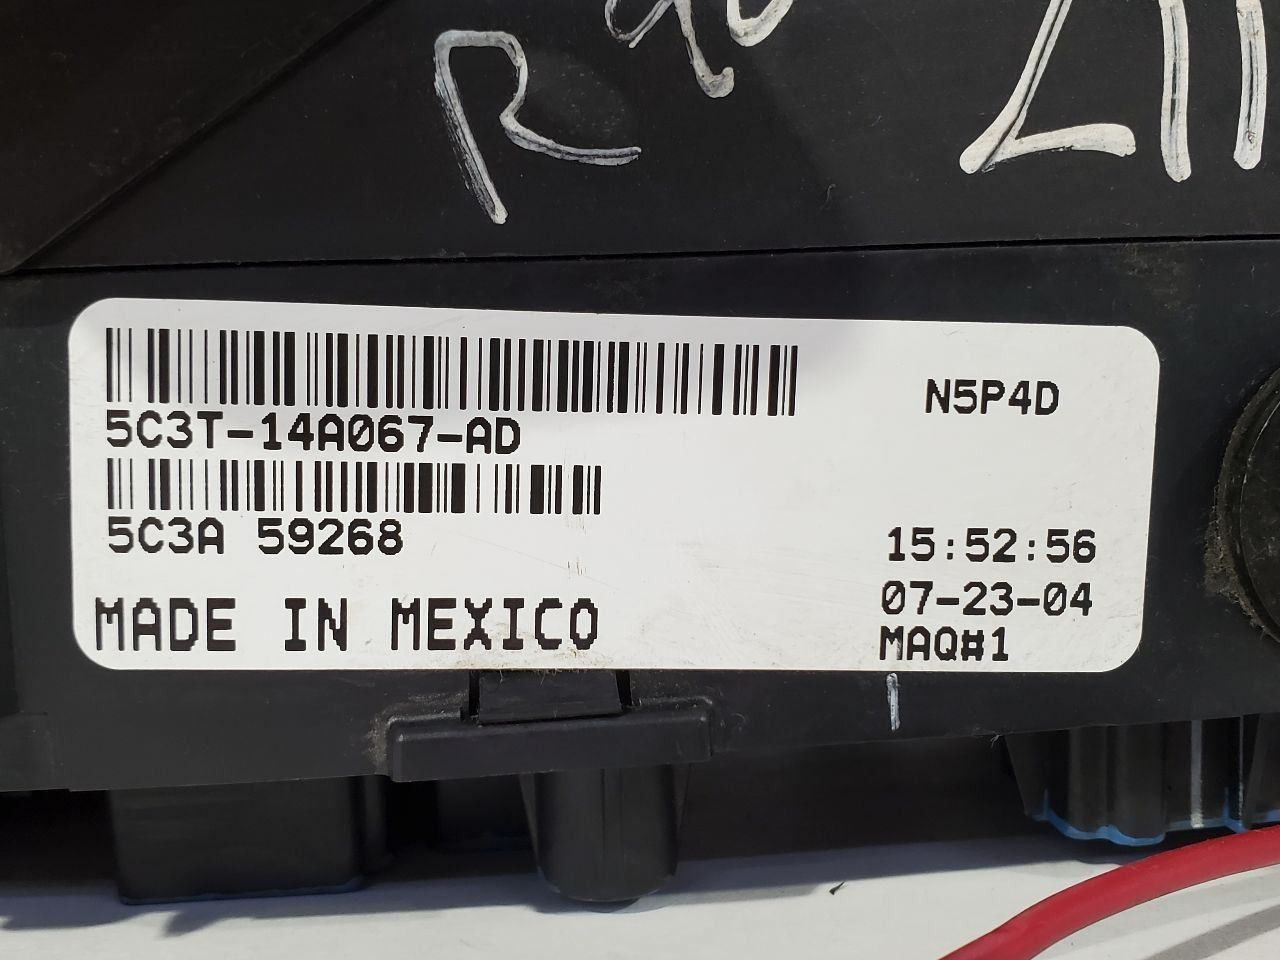 R
N5P4D
5C3T-14A067-AD
5C3A 59268
15:52:56
07-23-04
MADE IN MEXICO
MAQ#1